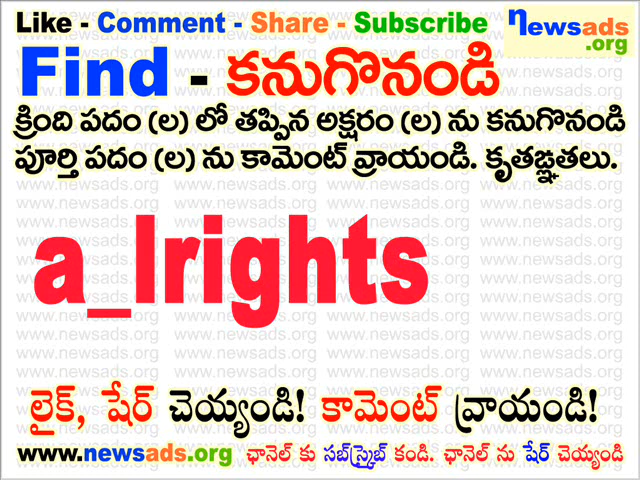 Like - Comment - Share - Subscribe
newsads
.org
Find - కనుగొనండి
క్రింది పదం (ల) లో తప్పిన అక్షరం (ల) ను కనుగొనండి
పూర్తి పదం (ల) ను కామెంట్ వ్రాయండి. కృతజ్ఞతలు.
a_lrights
లైక్, షేర్ చెయ్యండి! కామెంట్ వ్రాయండి!
www.newsads.org ఛానెల్ కు సబ్‌స్క్రైబ్ కండి. ఛానెల్ ను షేర్ చెయ్యండి